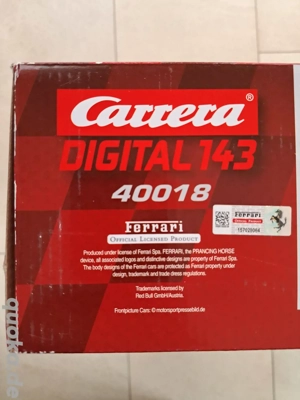 Carrera®
DIGITAL 143
40018
Ferrari
OFFICIAL LICENSED PRODUCT
Ferrari
Produced under license of Ferrari Spa. FERRARI, the PRANCING HORSE
device, all associated logos and distinctive designs are property of Ferrari Spa.
The body designs of the Ferrari cars are protected as Ferrari property under
design, trademark and trade dress regulations.
Trademarks licensed by
Red Bull GmbH/Austria.
Frontpicture Cars: © motorsportpressebild.de
quoka.de